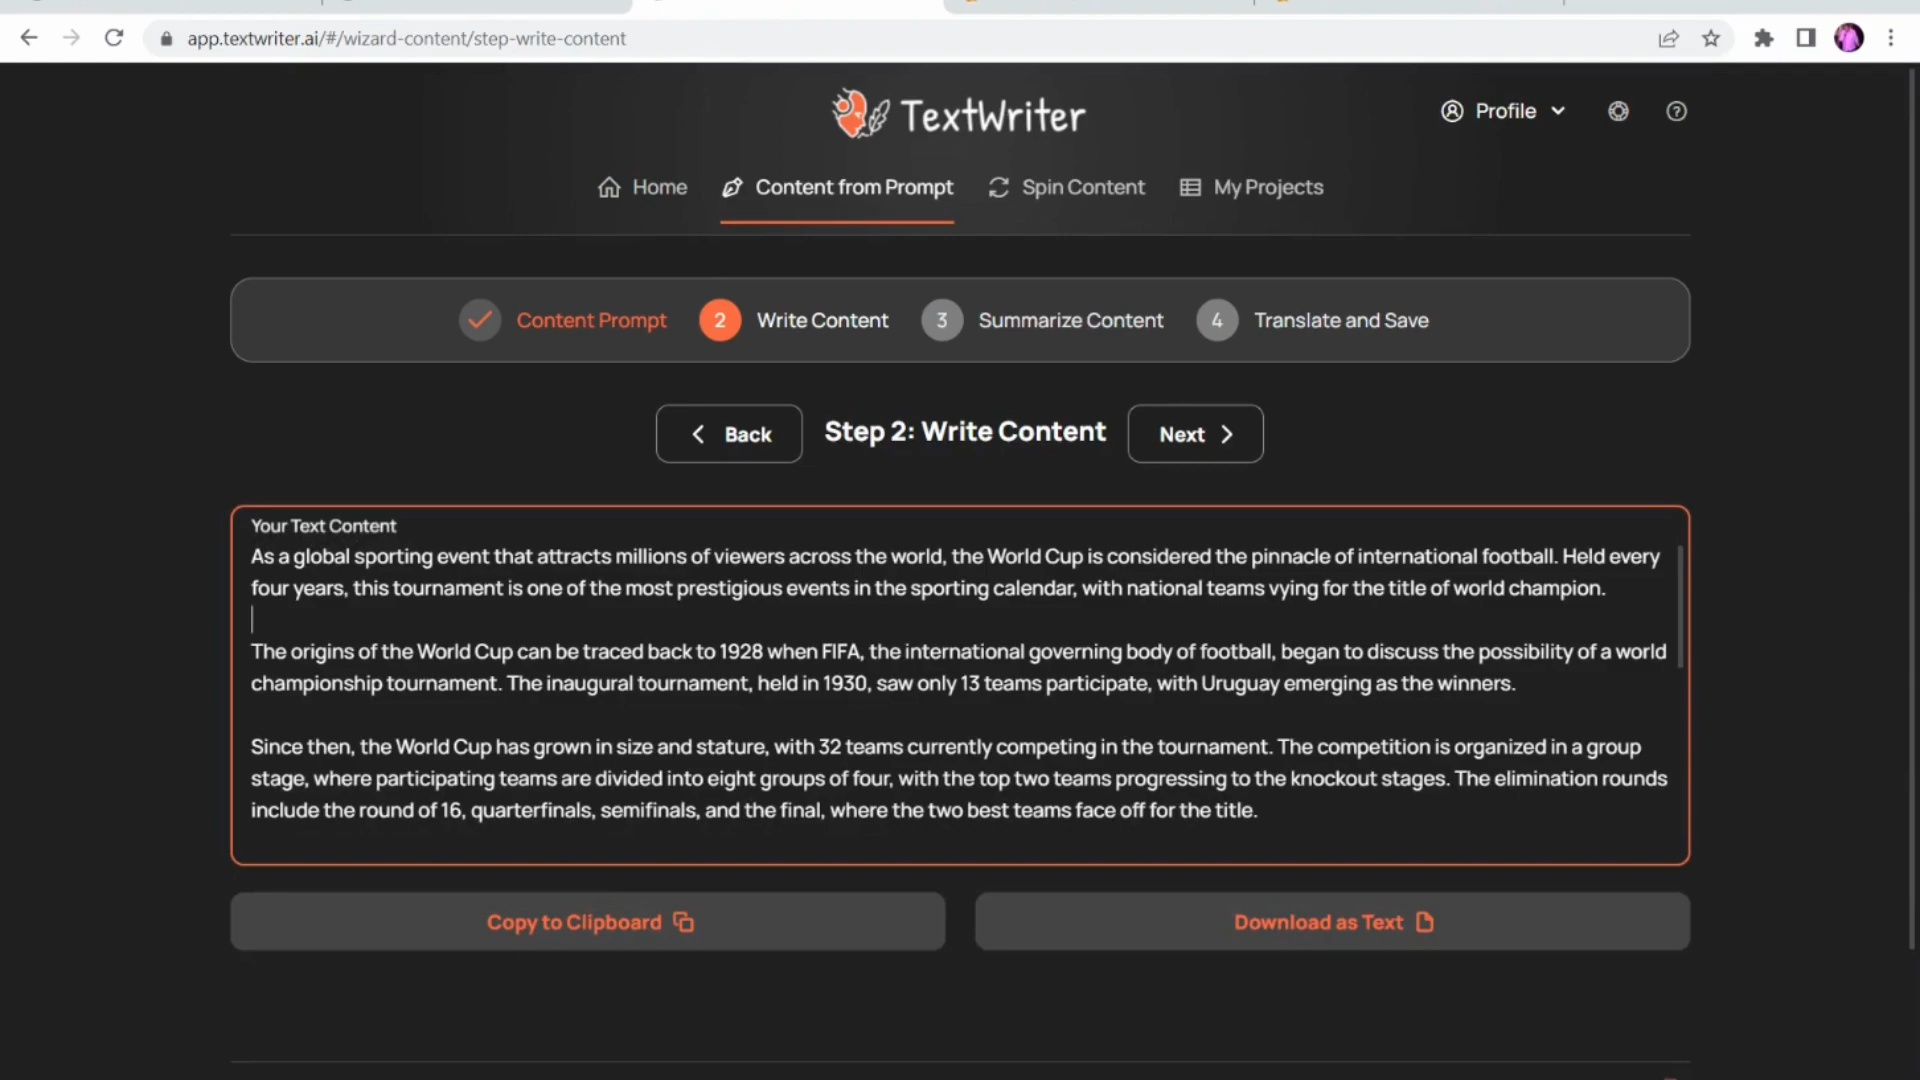 app.textwriter.ai/#/wizard-content/step-write-content
TextWriter
Profile
Home
Content from Prompt
Spin Content
My Projects
Content Prompt
2
Write Content
3
Summarize Content
4
Translate and Save
Back
Step 2: Write Content
Next
Your Text Content
As a global sporting event that attracts millions of viewers across the world, the World Cup is considered the pinnacle of international football. Held every
four years, this tournament is one of the most prestigious events in the sporting calendar, with national teams vying for the title of world champion.
The origins of the World Cup can be traced back to 1928 when FIFA, the international governing body of football, began to discuss the possibility of a world
championship tournament. The inaugural tournament, held in 1930, saw only 13 teams participate, with Uruguay emerging as the winners.
Since then, the World Cup has grown in size and stature, with 32 teams currently competing in the tournament. The competition is organized in a group
stage, where participating teams are divided into eight groups of four, with the top two teams progressing to the knockout stages. The elimination rounds
include the round of 16, quarterfinals, semifinals, and the final, where the two best teams face off for the title.
Copy to Clipboard
Download as Text